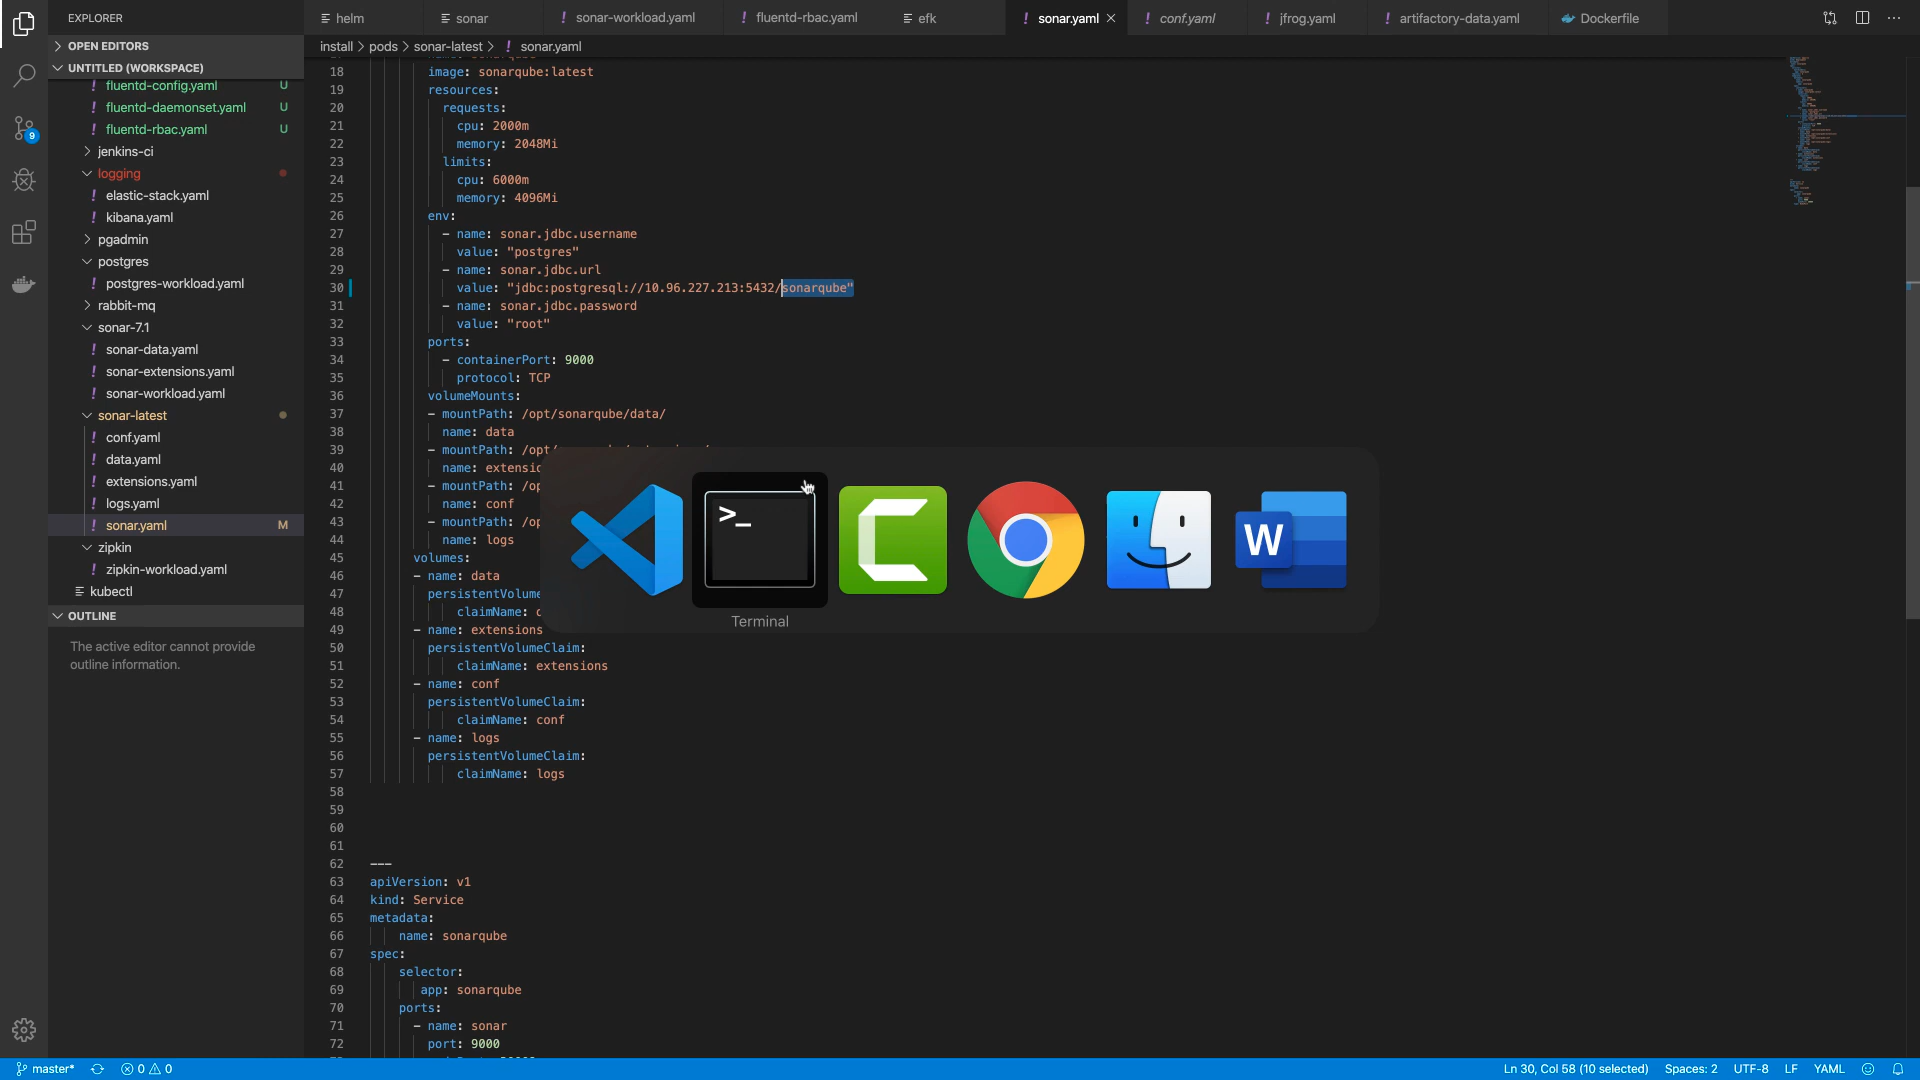 EXPLORER
helm
sonar
! sonar-workload.yaml
! fluentd-rbac.yaml
efk
! sonar.yaml
! conf.yaml
! jfrog.yaml
! artifactory-data.yaml
Dockerfile
OPEN EDITORS
UNTITLED (WORKSPACE)
! fluentd-config.yaml U
! fluentd-daemonset.yaml U
! fluentd-rbac.yaml U
jenkins-ci
logging
! elastic-stack.yaml
! kibana.yaml
pgadmin
postgres
! postgres-workload.yaml
rabbit-mq
sonar-7.1
! sonar-data.yaml
! sonar-extensions.yaml
! sonar-workload.yaml
sonar-latest
! conf.yaml
! data.yaml
! extensions.yaml
! logs.yaml
! sonar.yaml M
zipkin
! zipkin-workload.yaml
kubectl
OUTLINE
The active editor cannot provide
outline information.
install > pods > sonar-latest > ! sonar.yaml
18 image: sonarqube:latest
19 resources:
20 requests:
21 cpu: 2000m
22 memory: 2048Mi
23 limits:
24 cpu: 6000m
25 memory: 4096Mi
26 env:
27 - name: sonar.jdbc.username
28 value: "postgres"
29 - name: sonar.jdbc.url
30 value: "jdbc:postgresql://10.96.227.213:5432/sonarqube"
31 - name: sonar.jdbc.password
32 value: "root"
33 ports:
34 - containerPort: 9000
35 protocol: TCP
36 volumeMounts:
37 - mountPath: /opt/sonarqube/data/
38 name: data
39 - mountPath: /opt/
40 name: extensio
41 - mountPath: /op
42 name: conf
43 - mountPath: /op
44 name: logs
45 volumes:
46 - name: data
47 persistentVolume
48 claimName:
49 - name: extensions
50 persistentVolumeClaim:
51 claimName: extensions
52 - name: conf
53 persistentVolumeClaim:
54 claimName: conf
55 - name: logs
56 persistentVolumeClaim:
57 claimName: logs
58
59
60
61
62 ---
63 apiVersion: v1
64 kind: Service
65 metadata:
66 name: sonarqube
67 spec:
68 selector:
69 app: sonarqube
70 ports:
71 - name: sonar
72 port: 9000
>_
W
Terminal
9
master*
0 0
Ln 30, Col 58 (10 selected)
Spaces: 2
UTF-8
LF
YAML